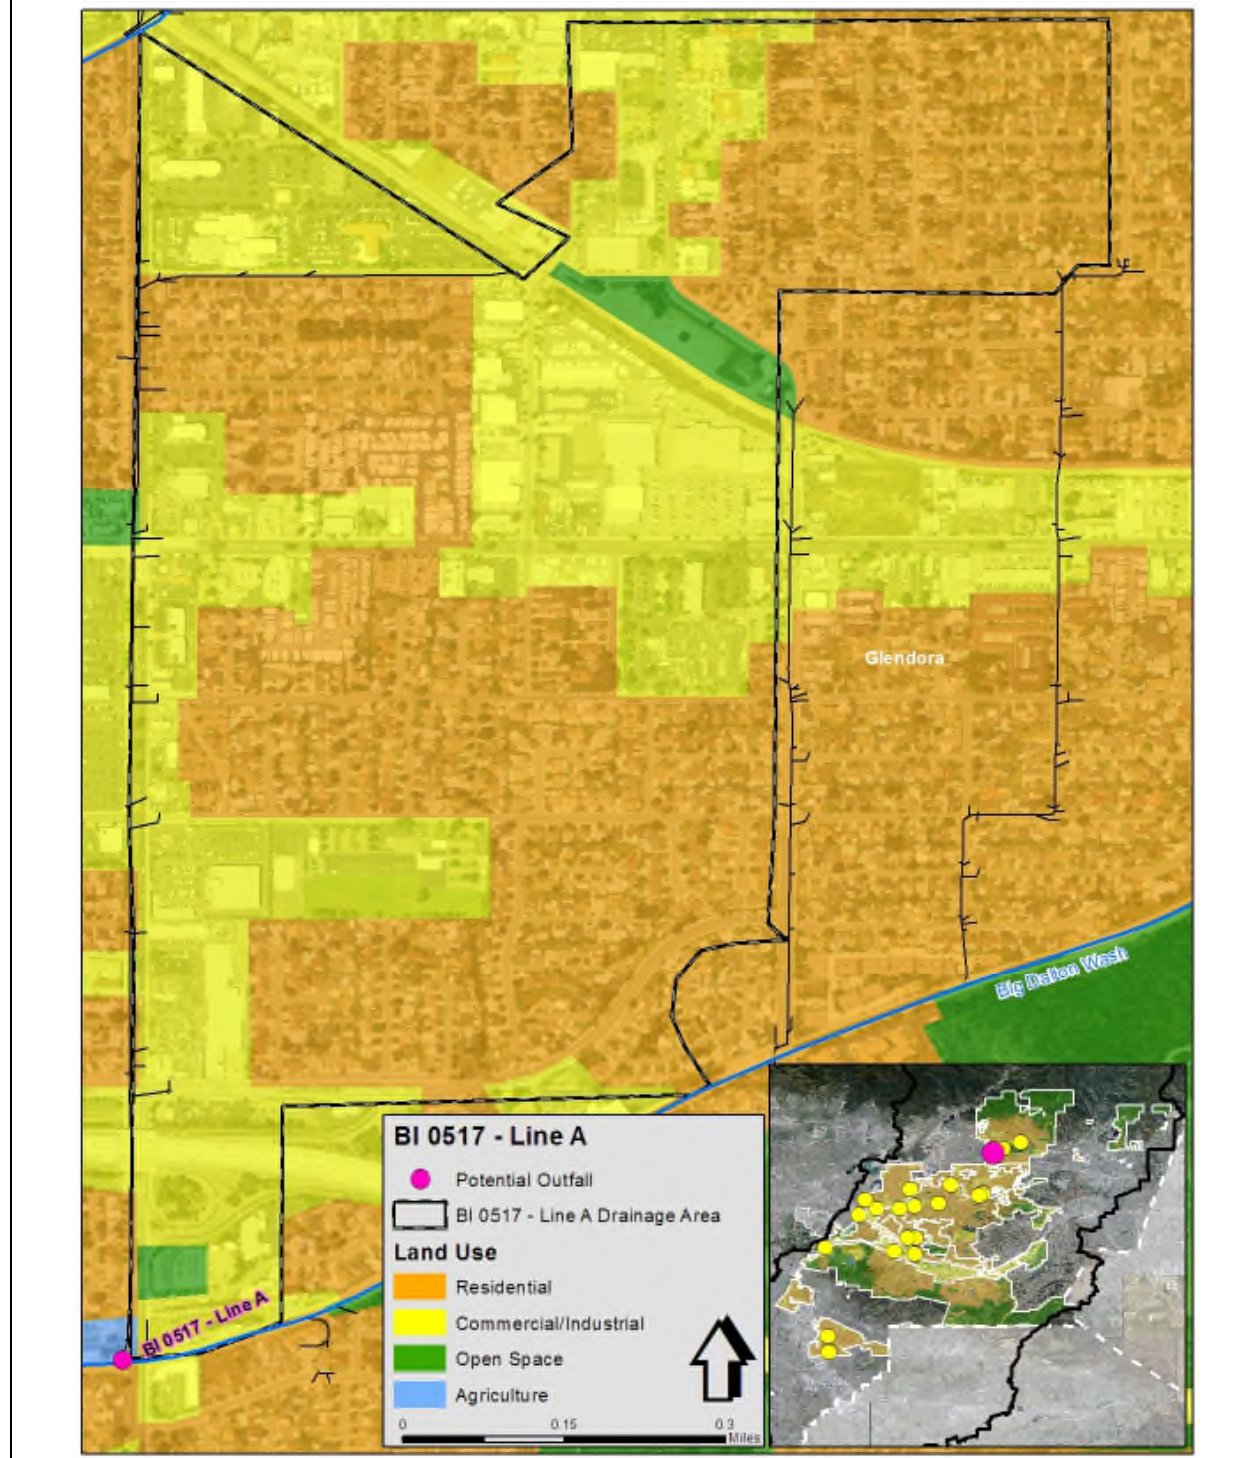 Glendora
Big Dalton Wash
BI 0517 - Line A
BI 0517 - Line A
Potential Outfall
BI 0517 - Line A Drainage Area
Land Use
Residential
Commercial/Industrial
Open Space
Agriculture
0 0.15 0.3
Miles